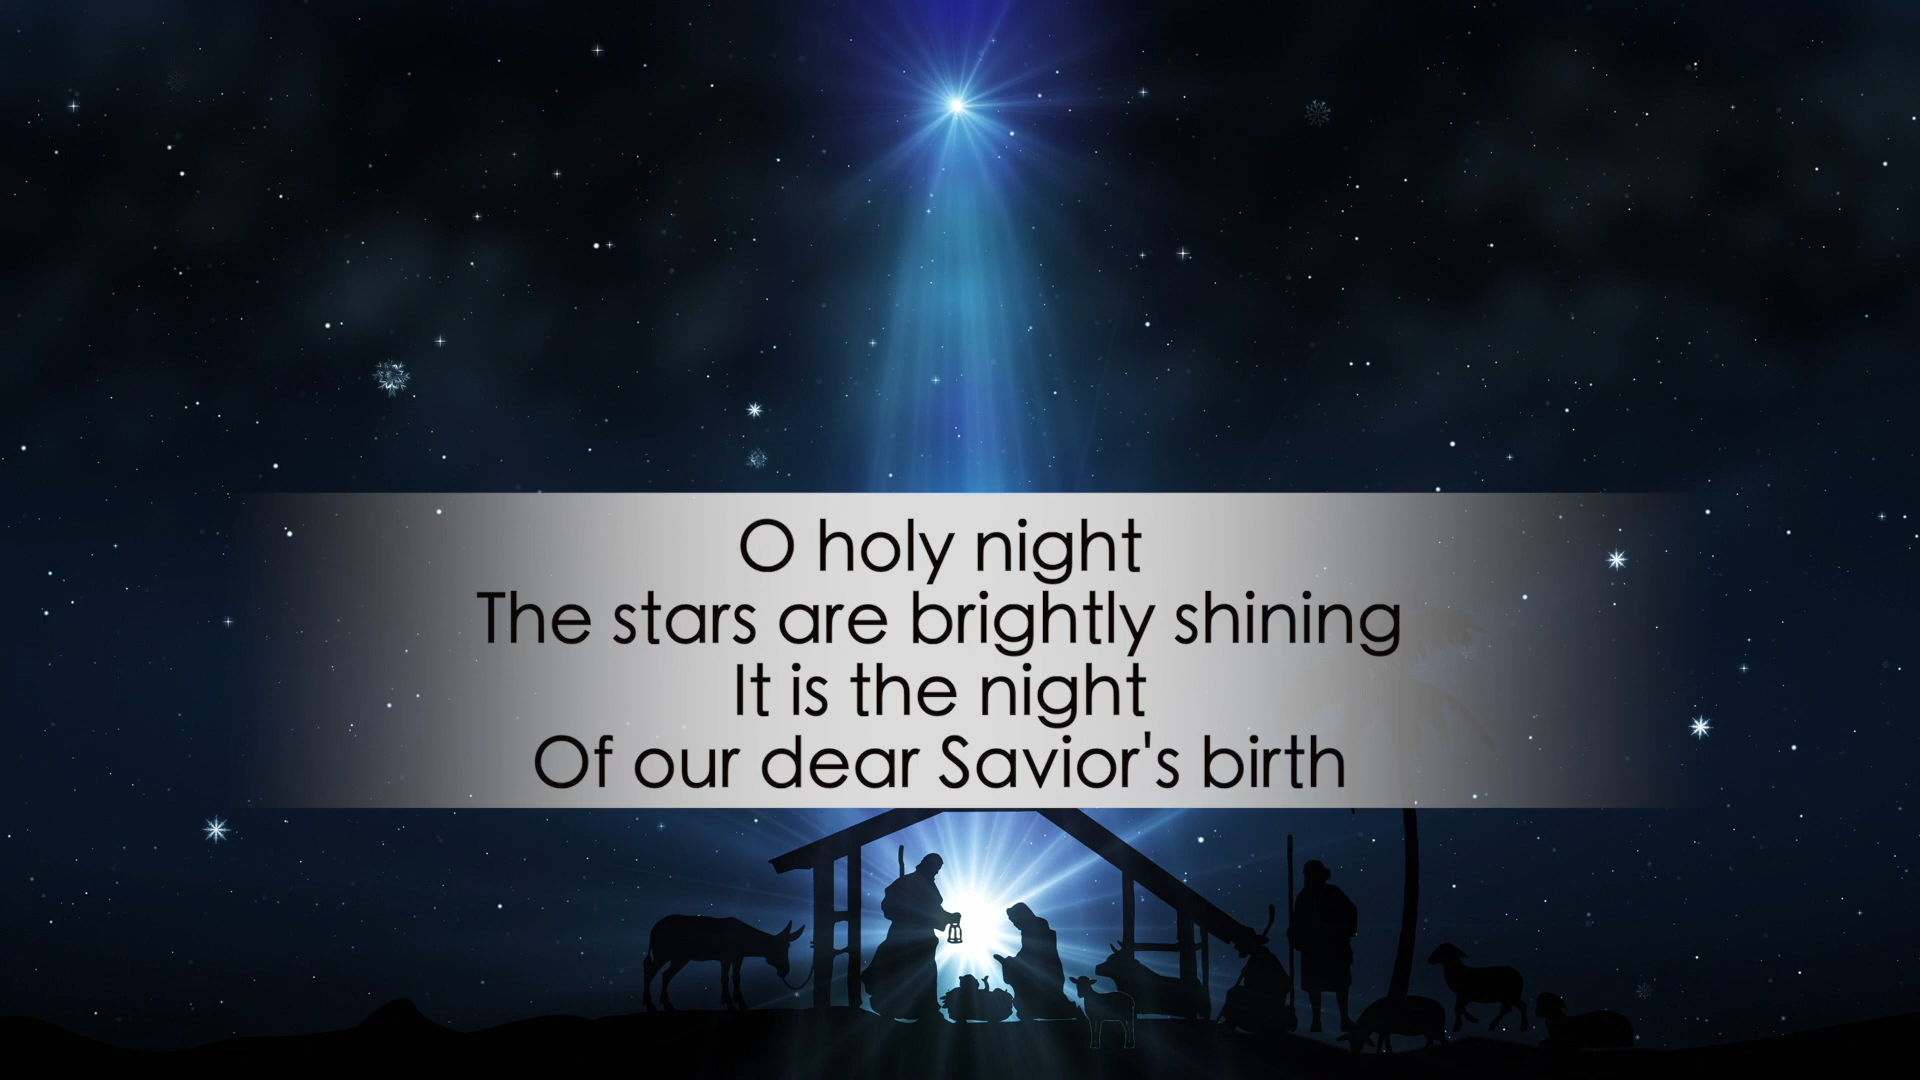 O holy night
The stars are brightly shining
It is the night
Of our dear Savior's birth